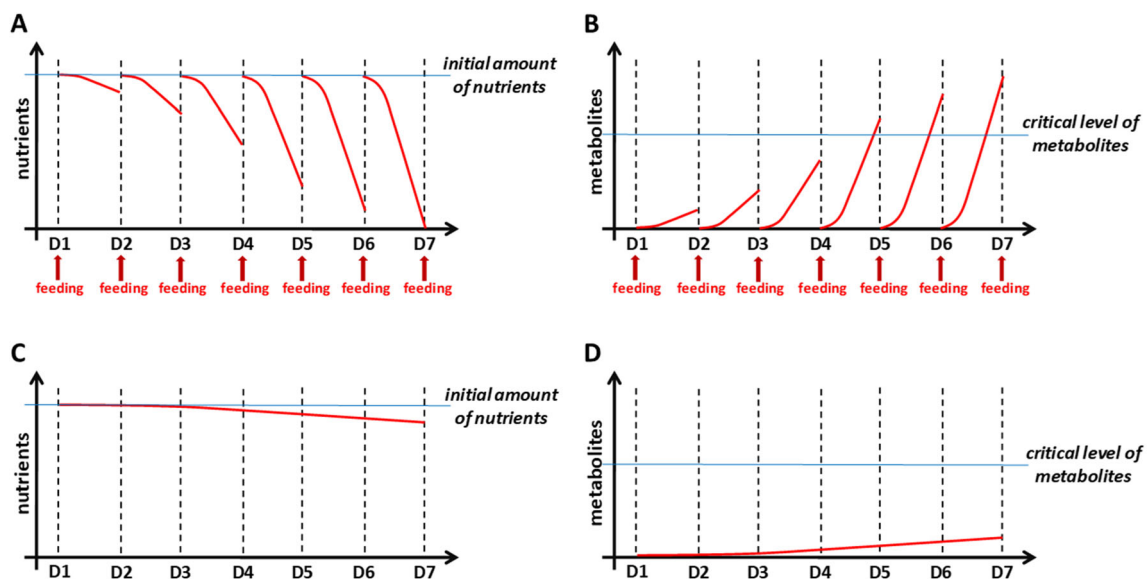 A
nutrients
initial amount
of nutrients
D1 D2 D3 D4 D5 D6 D7
feeding feeding feeding feeding feeding feeding feeding
B
metabolites
critical level of
metabolites
D1 D2 D3 D4 D5 D6 D7
feeding feeding feeding feeding feeding feeding feeding
C
nutrients
initial amount
of nutrients
D1 D2 D3 D4 D5 D6 D7
D
metabolites
critical level of
metabolites
D1 D2 D3 D4 D5 D6 D7